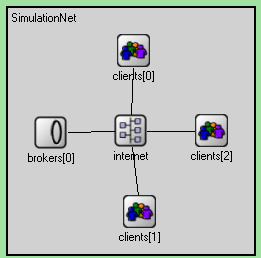 SimulationNet
clients[0]
brokers[0]
internet
clients[2]
clients[1]